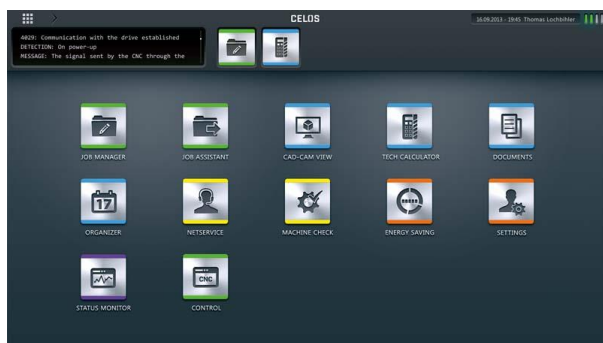 CELOS
16.09.2013 - 19:45 Thomas Lochbihler
4029: Communication with the drive established
DETECTION: On power-up
MESSAGE: The signal sent by the CNC through the
JOB MANAGER
JOB ASSISTANT
CAD-CAM VIEW
TECH CALCULATOR
DOCUMENTS
17
ORGANIZER
NETSERVICE
MACHINE CHECK
ENERGY SAVING
SETTINGS
CNC
STATUS MONITOR
CONTROL